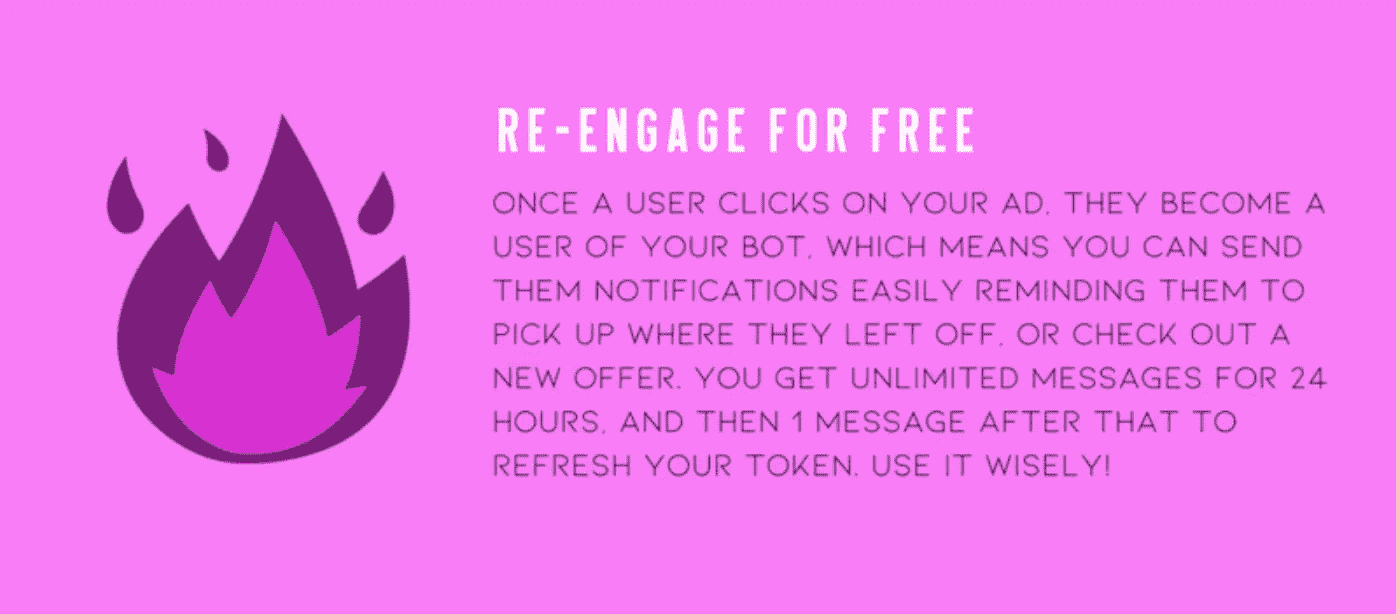 RE-ENGAGE FOR FREE
ONCE A USER CLICKS ON YOUR AD, THEY BECOME A
USER OF YOUR BOT, WHICH MEANS YOU CAN SEND
THEM NOTIFICATIONS EASILY REMINDING THEM TO
PICK UP WHERE THEY LEFT OFF, OR CHECK OUT A
NEW OFFER. YOU GET UNLIMITED MESSAGES FOR 24
HOURS, AND THEN 1 MESSAGE AFTER THAT TO
REFRESH YOUR TOKEN. USE IT WISELY!